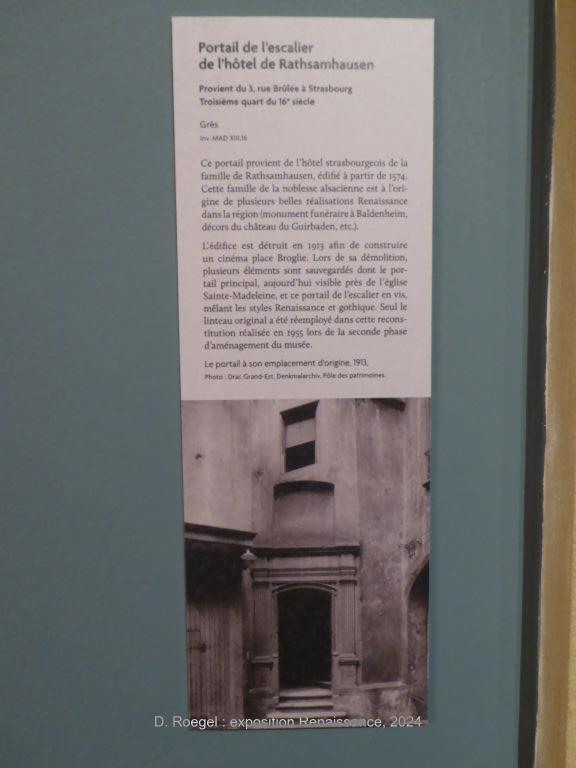 Portail de l'escalier
de l'hôtel de Rathsamhausen
Provient du 3, rue Brûlée à Strasbourg
Troisième quart du 16e siècle
Grès
Inv. MAD XIII.16
Ce portail provient de l'hôtel strasbourgeois de la
famille de Rathsamhausen, édifié à partir de 1574.
Cette famille de la noblesse alsacienne est à l'ori-
gine de plusieurs belles réalisations Renaissance
dans la région (monument funéraire à Baldenheim,
décors du château du Guirbaden, etc.).
L'édifice est détruit en 1913 afin de construire
un cinéma place Broglie. Lors de sa démolition,
plusieurs éléments sont sauvegardés dont le por-
tail principal, aujourd'hui visible près de l'église
Sainte-Madeleine, et ce portail de l'escalier en vis,
mêlant les styles Renaissance et gothique. Seul le
linteau original a été réemployé dans cette recons-
titution réalisée en 1955 lors de la seconde phase
d'aménagement du musée.
Le portail à son emplacement d'origine, 1913,
Photo : Drac Grand-Est, Denkmalarchiv, Pôle des patrimoines.
D. Roegel : exposition Renaissance, 2024